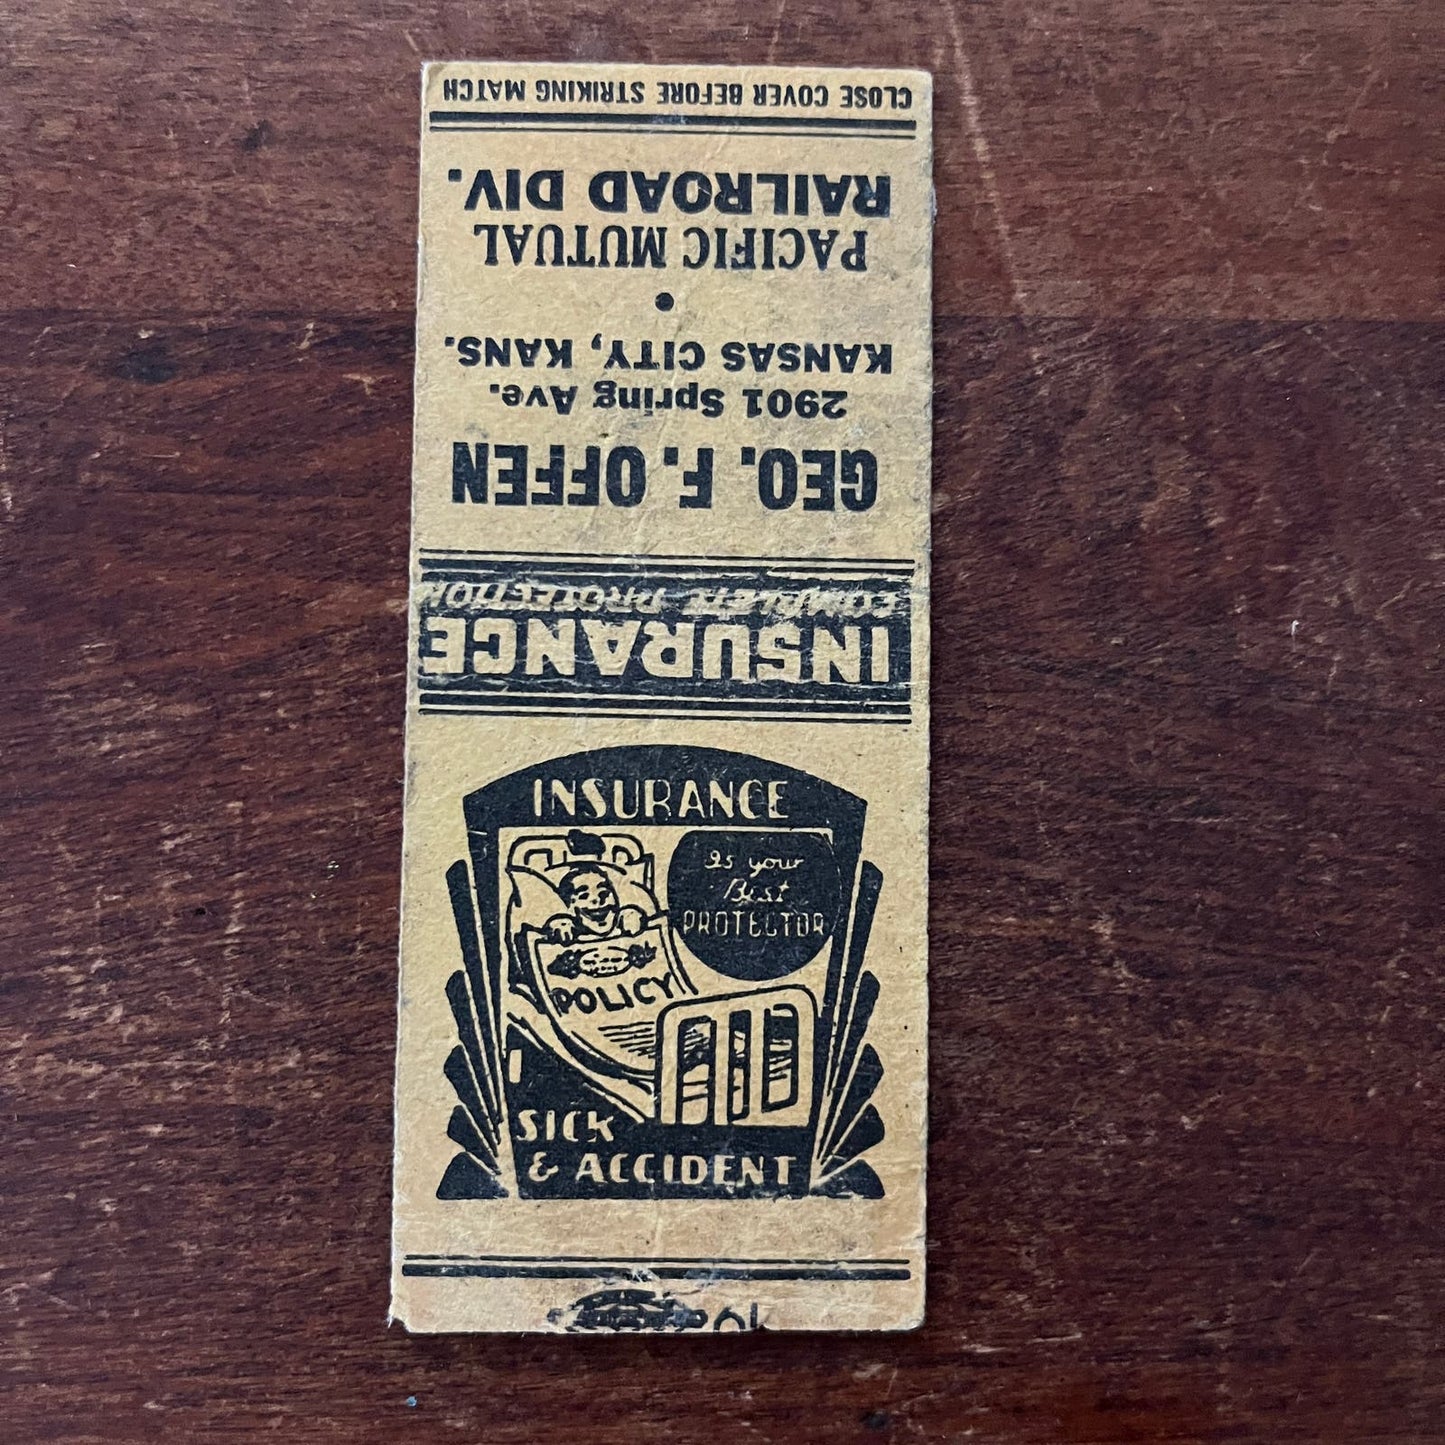 CLOSE COVER BEFORE STRIKING MATCH
GEO. F. OFFEN
2901 Spring Ave.
KANSAS CITY, KANS.
•
PACIFIC MUTUAL
RAILROAD DIV.
INSURANCE
COMPLETE PROTECTION
INSURANCE
Is your
Best
PROTECTOR
POLICY
SICK
& ACCIDENT